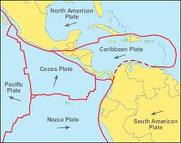 North American
Plate
Caribbean Plate
Cocos Plate
Pacific
Plate
Nazca Plate
South American
Plate